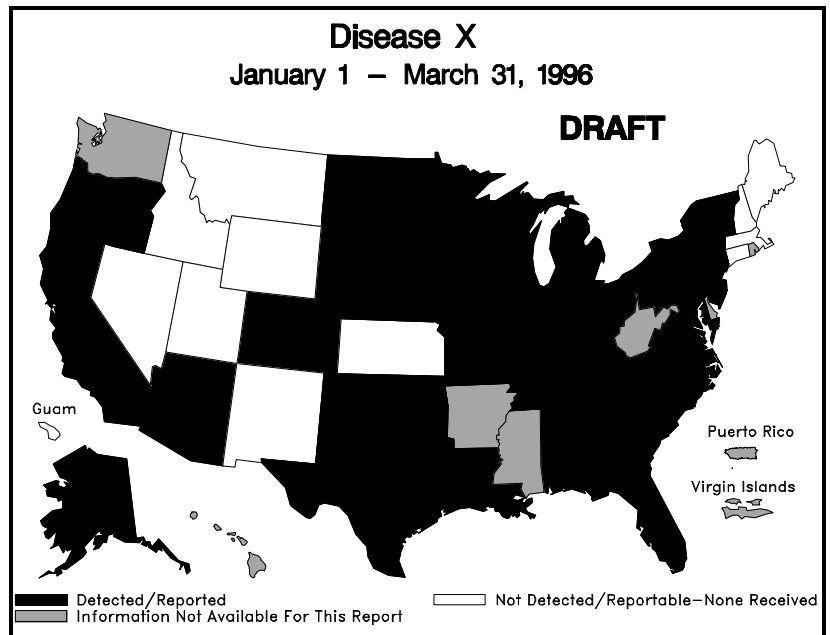 Disease X
January 1 – March 31, 1996
DRAFT
Guam
Puerto Rico
Virgin Islands
Detected/Reported
Not Detected/Reportable–None Received
Information Not Available For This Report